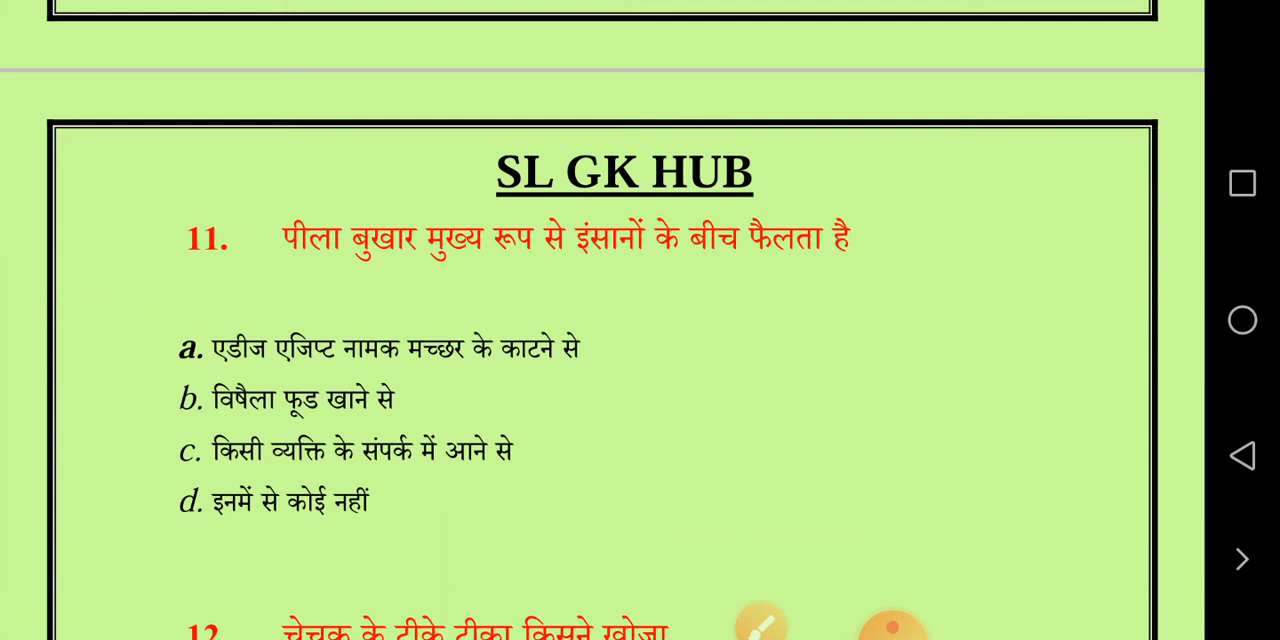 SL GK HUB
11. पीला बुखार मुख्य रूप से इंसानों के बीच फैलता है
a. एडीज एजिप्ट नामक मच्छर के काटने से
b. विषैला फूड खाने से
c. किसी व्यक्ति के संपर्क में आने से
d. इनमें से कोई नहीं
12 चेचक के टीके टीका किसने खोजा